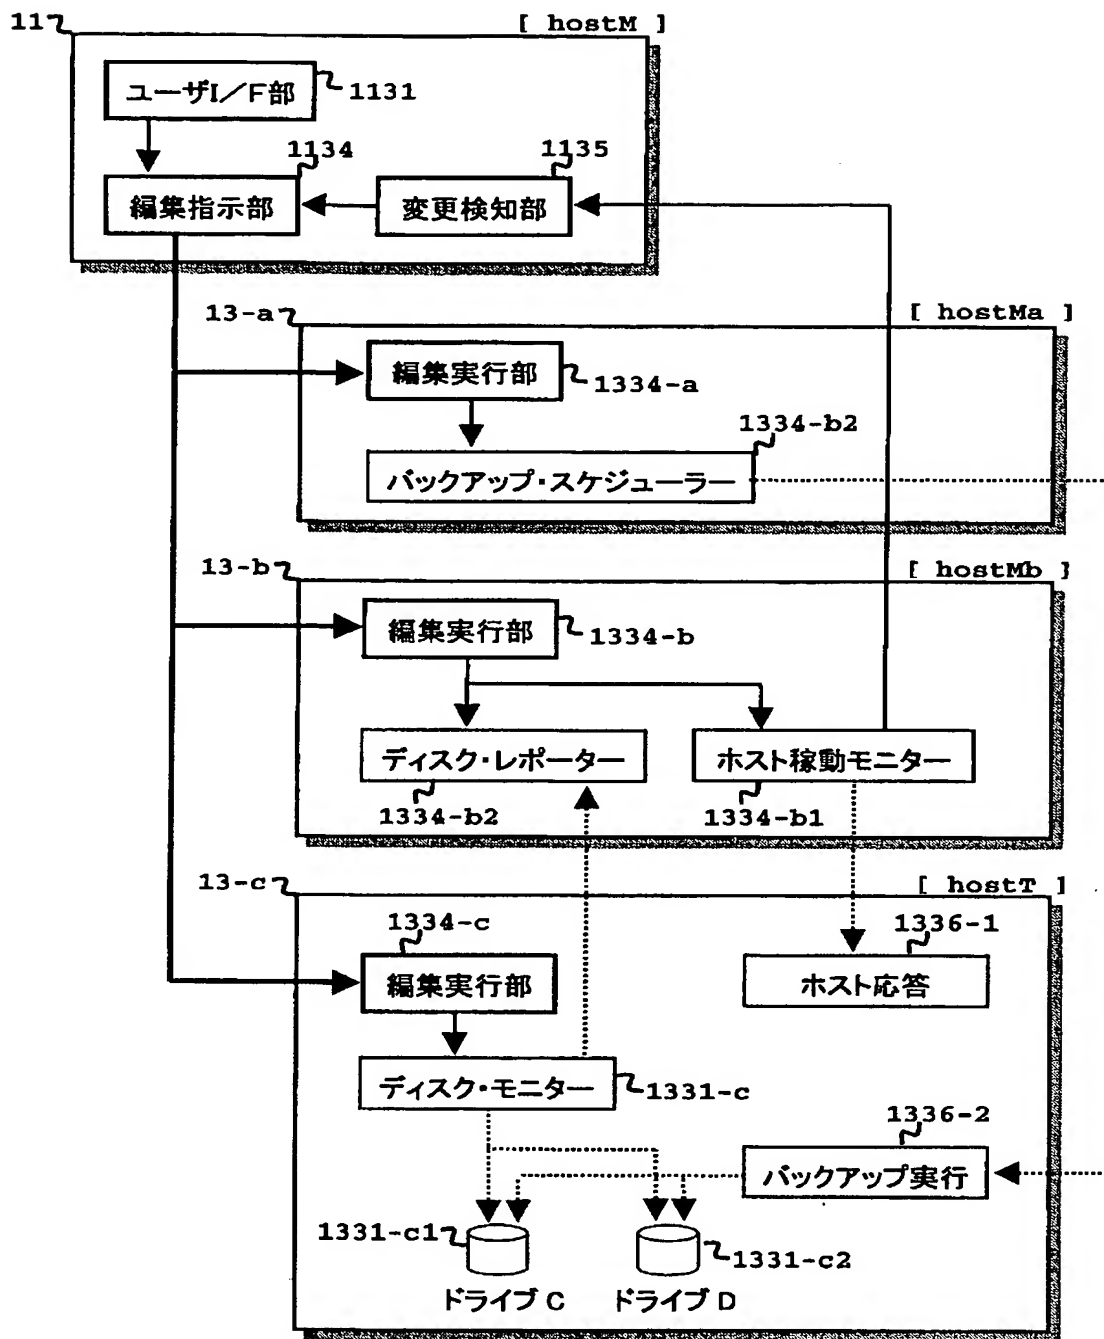 11
[ hostM ]
ユーザI/F部
1131
1134
1135
編集指示部
変更検知部
13-a
[ hostMa ]
編集実行部
1334-a
1334-b2
バックアップ・スケジューラー
13-b
[ hostMb ]
編集実行部
1334-b
ディスク・レポーター
ホスト稼動モニター
1334-b2
1334-b1
13-c
[ hostT ]
1334-c
1336-1
編集実行部
ホスト応答
ディスク・モニター
1331-c
1336-2
バックアップ実行
1331-c1
1331-c2
ドライブ C
ドライブ D